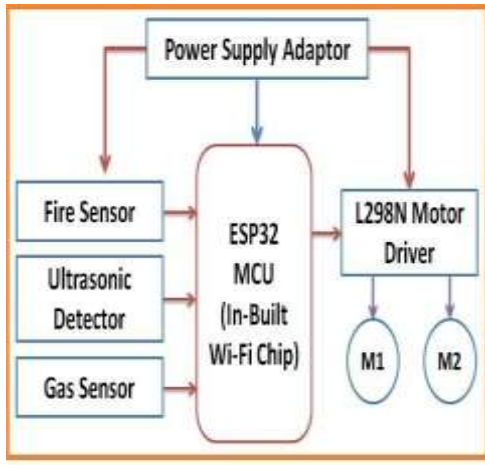 Power Supply Adaptor
Fire Sensor
Ultrasonic
Detector
Gas Sensor
ESP32
MCU
(In-Built
Wi-Fi Chip)
L298N Motor
Driver
M1
M2